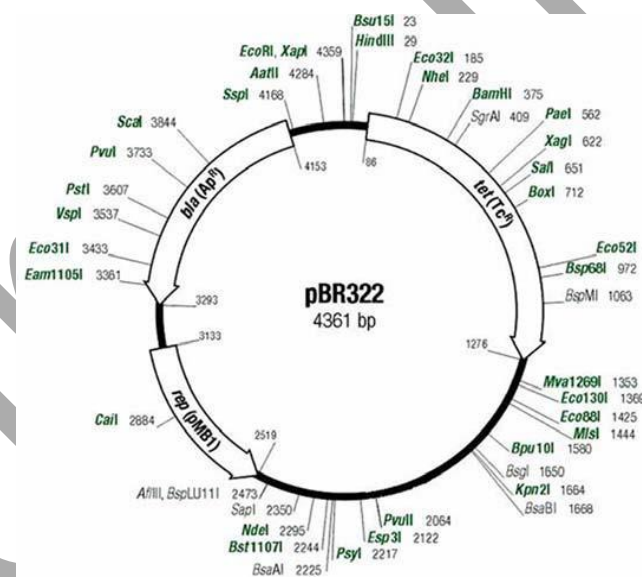 Bsu15I 23
HindIII 29
EcoRI, XapI 4359
AatII 4284
SspI 4168
Eco32I 185
NheI 229
BamHI 375
SgrAI 409
PaeI 562
XagI 622
SalI 651
BoxI 712
ScaI 3844
PvuI 3733
PstI 3607
VspI 3537
Eco31I 3433
Eam1105I 3361
4153
86
bla (ApR)
tet (TcR)
Eco52I
Bsp68I 972
BspMI 1063
pBR322
4361 bp
3293
3133
1276
Mva1269I 1353
Eco130I 1369
Eco88I 1425
MlsI 1444
Bpu10I 1580
BsgI 1650
Kpn2I 1664
BsaBI 1668
CaiI 2884
rep (pMB1)
2519
AflIII, BspLU11I 2473
SapI 2350
NdeI 2295
Bst1107I 2244
BsaAI 2225
PsyI 2217
Esp3I 2122
PvuII 2064